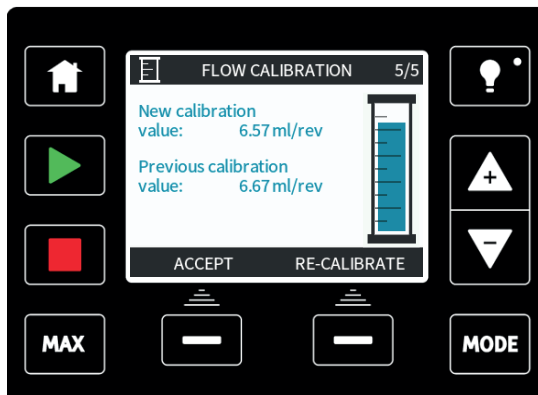 FLOW CALIBRATION 5/5
New calibration
value: 6.57 ml/rev
Previous calibration
value: 6.67 ml/rev
ACCEPT RE-CALIBRATE
MAX
MODE